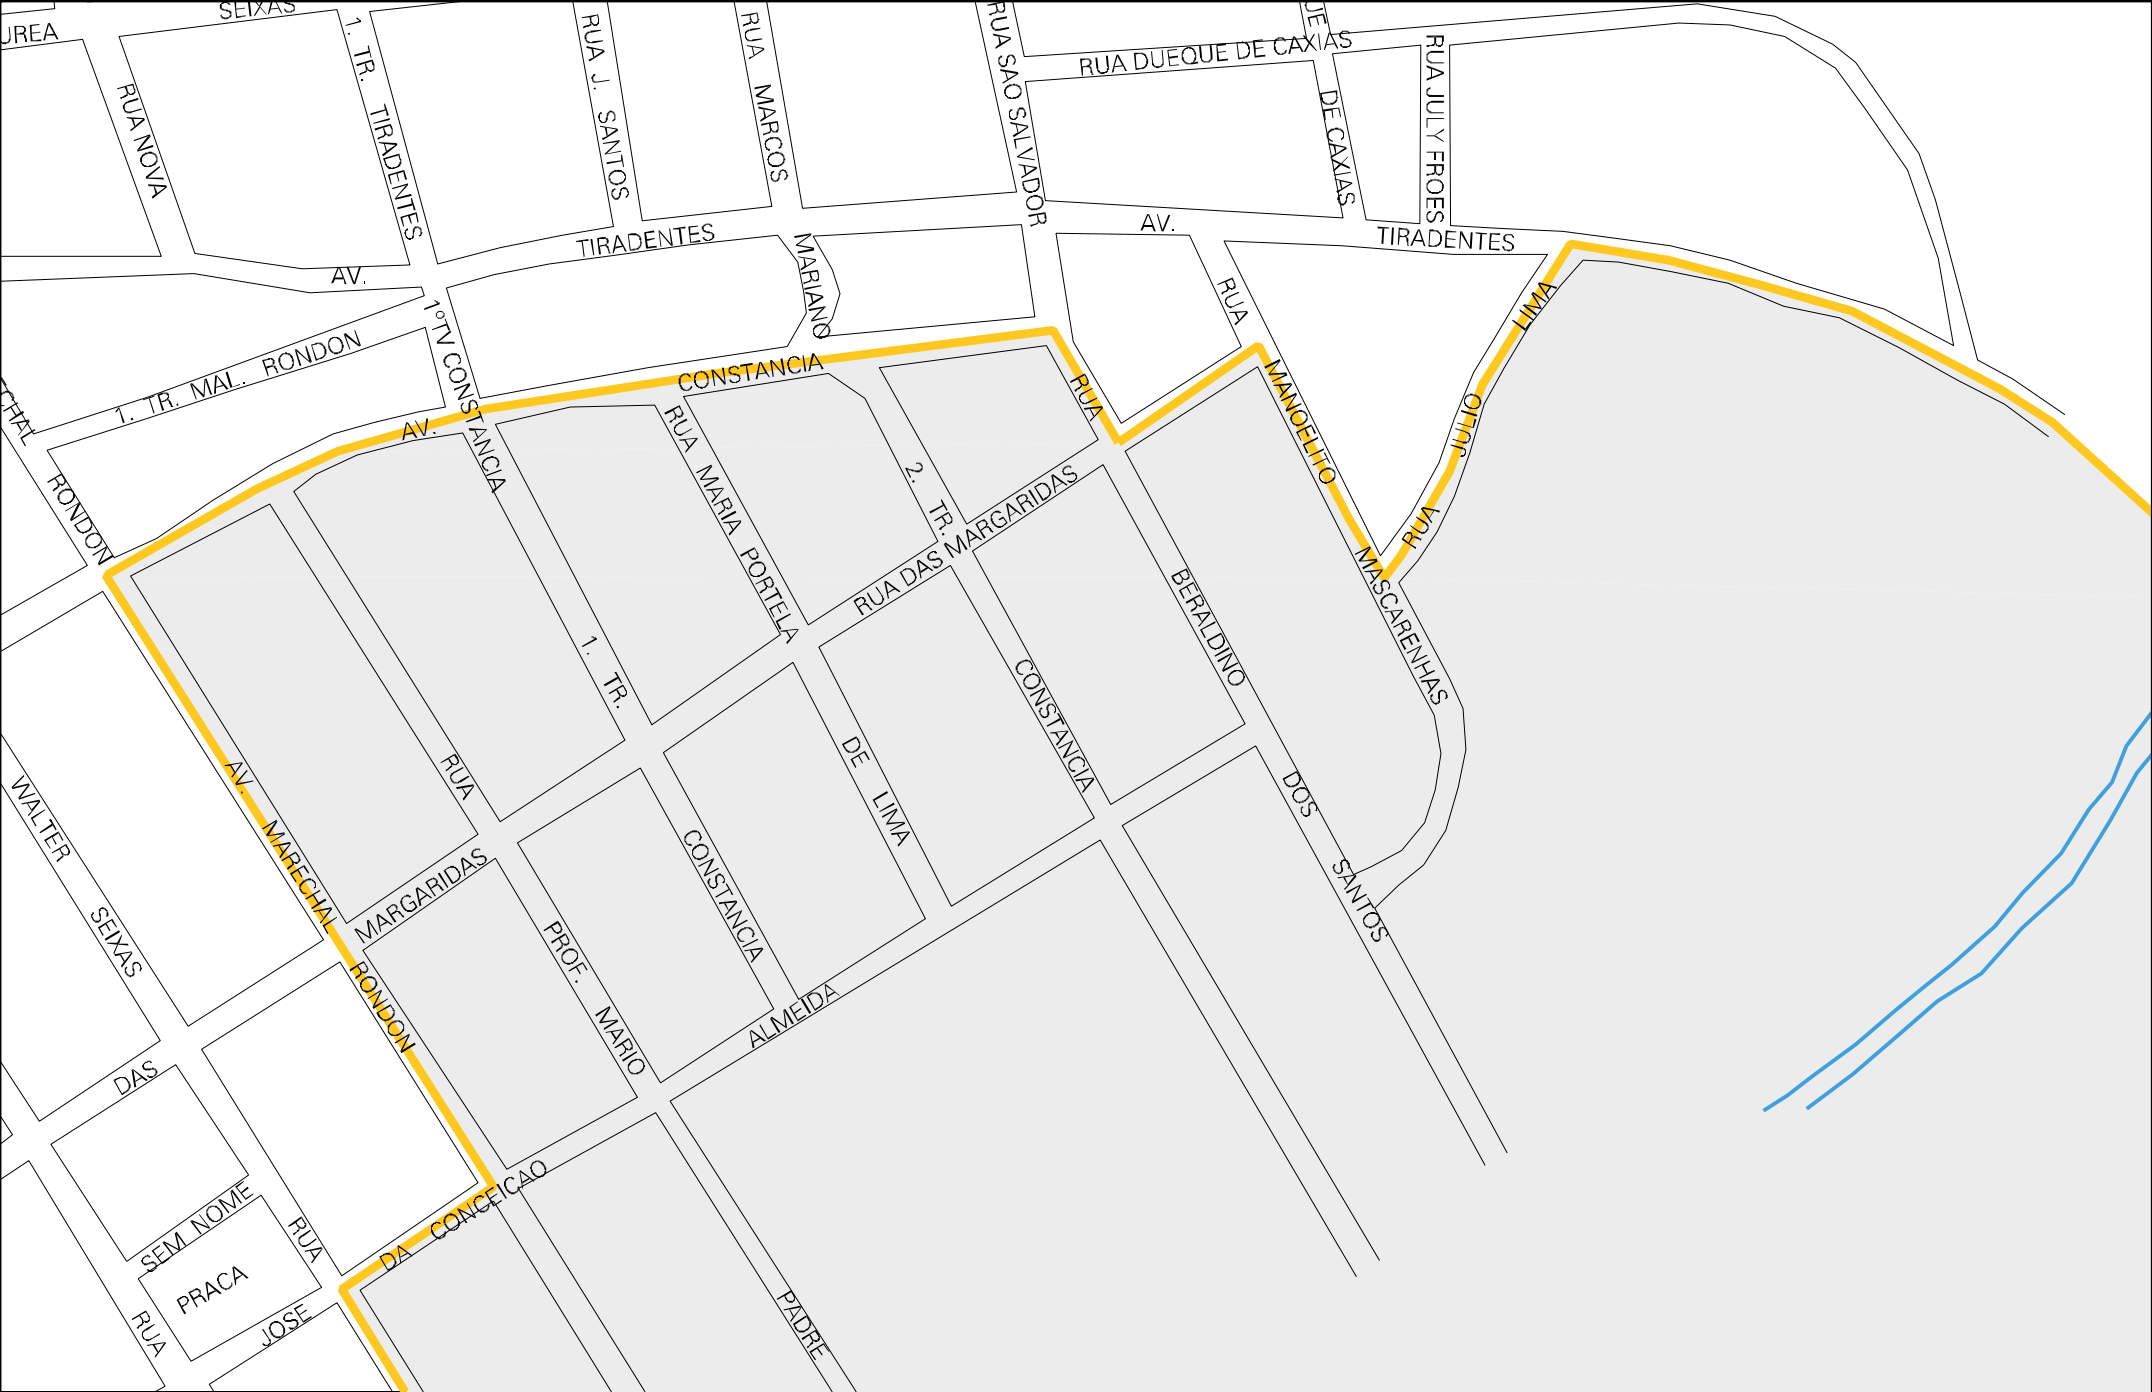 SEIXAS
UREA
RUA NOVA
1. TR. TIRADENTES
RUA J. SANTOS
RUA MARCOS
MARIANO
RUA SAO SALVADOR
RUA DUEQUE DE CAXIAS
UE
DE CAXIAS
RUA JULY FROES
AV. TIRADENTES
AV. TIRADENTES
1°TV CONSTANCIA
1. TR. MAL. RONDON
CHAL RONDON
AV. CONSTANCIA
RUA MANOELITO MASCARENHAS
RUA JULIO LIMA
RUA BERALDINO DOS SANTOS
2. TR. CONSTANCIA
RUA MARIA PORTELA DE LIMA
RUA DAS MARGARIDAS
1. TR. CONSTANCIA
RUA PROF. MARIO
AV. MARECHAL RONDON
MARGARIDAS
DAS
WALTER SEIXAS
RUA
JOSE DA CONCEICAO ALMEIDA
SEM NOME
PRACA
RUA
PADRE